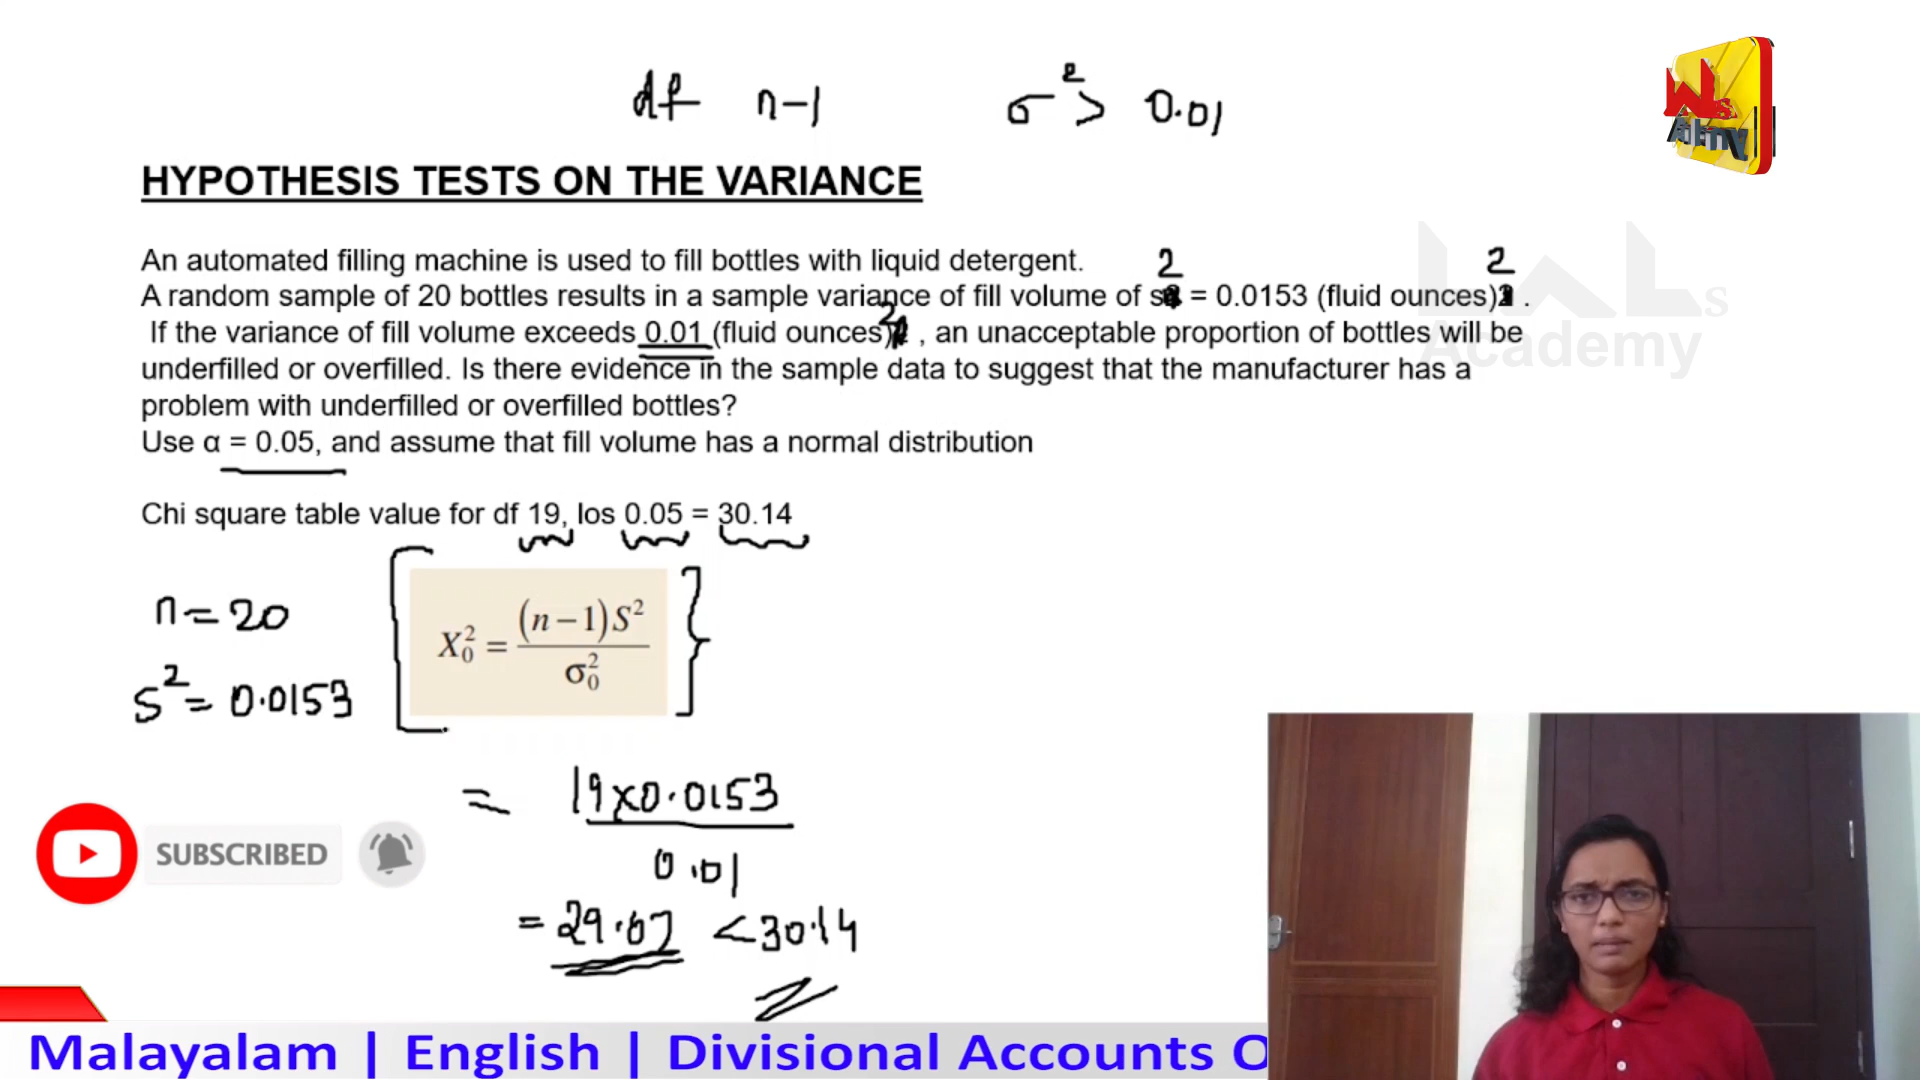 df n-1 σ² > 0.01
HYPOTHESIS TESTS ON THE VARIANCE
An automated filling machine is used to fill bottles with liquid detergent.
A random sample of 20 bottles results in a sample variance of fill volume of s² = 0.0153 (fluid ounces)² .
If the variance of fill volume exceeds 0.01 (fluid ounces)² , an unacceptable proportion of bottles will be
underfilled or overfilled. Is there evidence in the sample data to suggest that the manufacturer has a
problem with underfilled or overfilled bottles?
Use α = 0.05, and assume that fill volume has a normal distribution
Chi square table value for df 19, los 0.05 = 30.14
n = 20
S² = 0.0153
X₀² = (n − 1)S² / σ₀²
= 19×0.0153 / 0.01
= 29.07 < 30.14
SUBSCRIBED
LALs
Academy
Malayalam | English | Divisional Accounts O